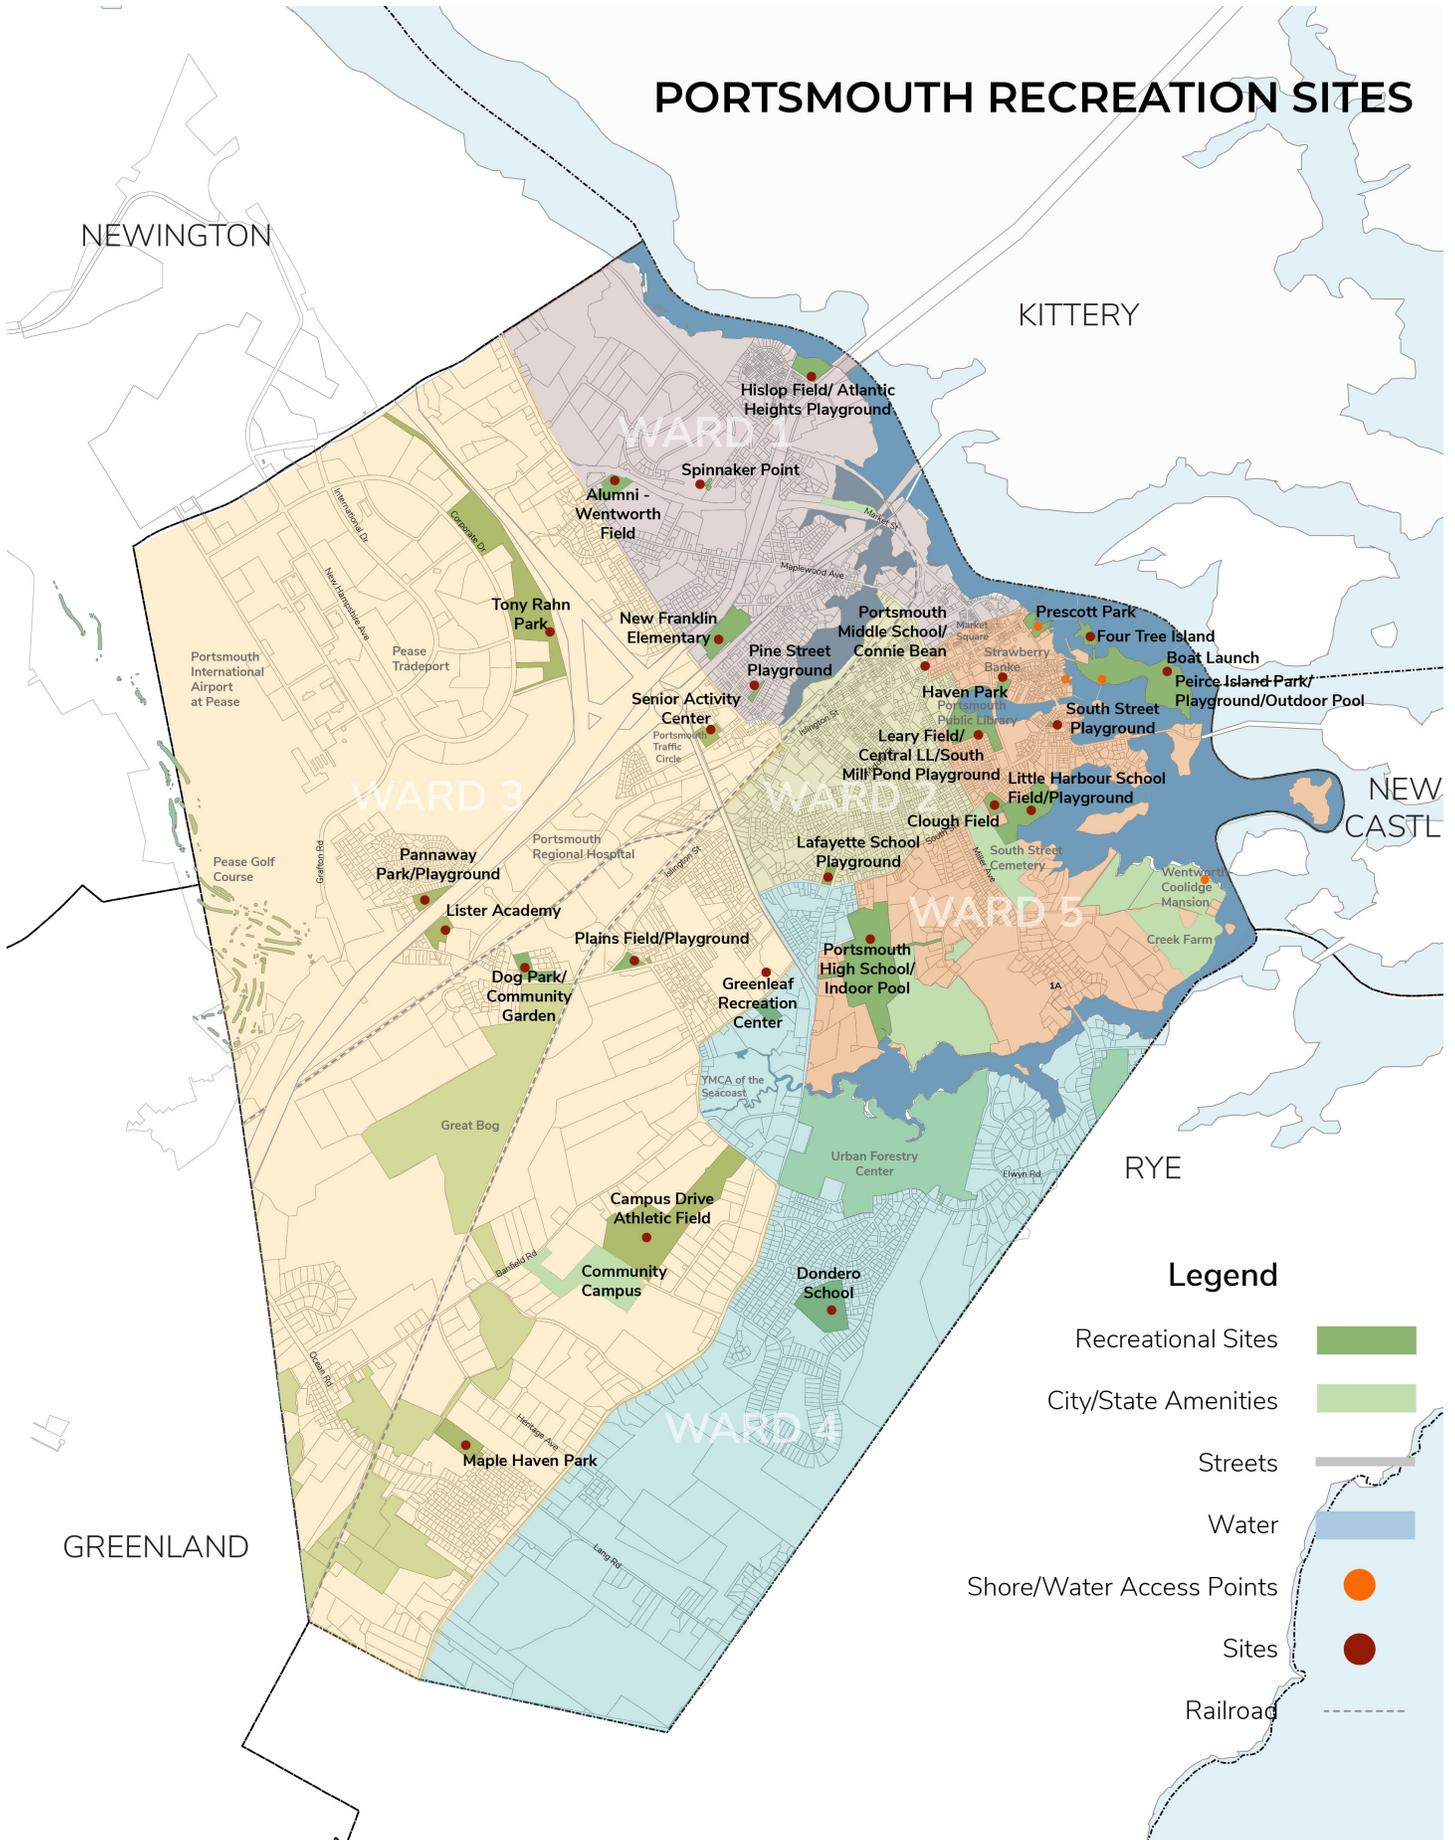 PORTSMOUTH RECREATION SITES
NEWINGTON
KITTERY
Hislop Field/ Atlantic
Heights Playground
WARD 1
Spinnaker Point
Alumni -
Wentworth
Field
Market St
International Dr
Corporate Dr
New Hampshire Ave
Maplewood Ave
Tony Rahn
Park
New Franklin
Elementary
Pine Street
Playground
Portsmouth
Middle School/
Connie Bean
Market
Square
Prescott Park
Four Tree Island
Strawberry
Banke
Boat Launch
Peirce Island Park/
Playground/Outdoor Pool
Portsmouth
International
Airport
at Pease
Pease
Tradeport
Senior Activity
Center
Portsmouth
Traffic
Circle
Islington St
Haven Park
Portsmouth
Public Library
South Street
Playground
Leary Field/
Central LL/South
Mill Pond Playground
Little Harbour School
Field/Playground
WARD 3
WARD 2
NEW
CASTL
Clough Field
South St
Miller Ave
South Street
Cemetery
Portsmouth
Regional Hospital
Islington St
Lafayette School
Playground
Grafton Rd
Pease Golf
Course
Pannaway
Park/Playground
Wentworth
Coolidge
Mansion
Lister Academy
WARD 5
Plains Field/Playground
Creek Farm
Portsmouth
High School/
Indoor Pool
Dog Park/
Community
Garden
Greenleaf
Recreation
Center
1A
YMCA of the
Seacoast
Great Bog
Urban Forestry
Center
Elwyn Rd
RYE
Campus Drive
Athletic Field
Banfield Rd
Community
Campus
Dondero
School
Ocean Rd
Heritage Ave
WARD 4
Maple Haven Park
Lang Rd
GREENLAND
Legend
Recreational Sites
City/State Amenities
Streets
Water
Shore/Water Access Points
Sites
Railroad